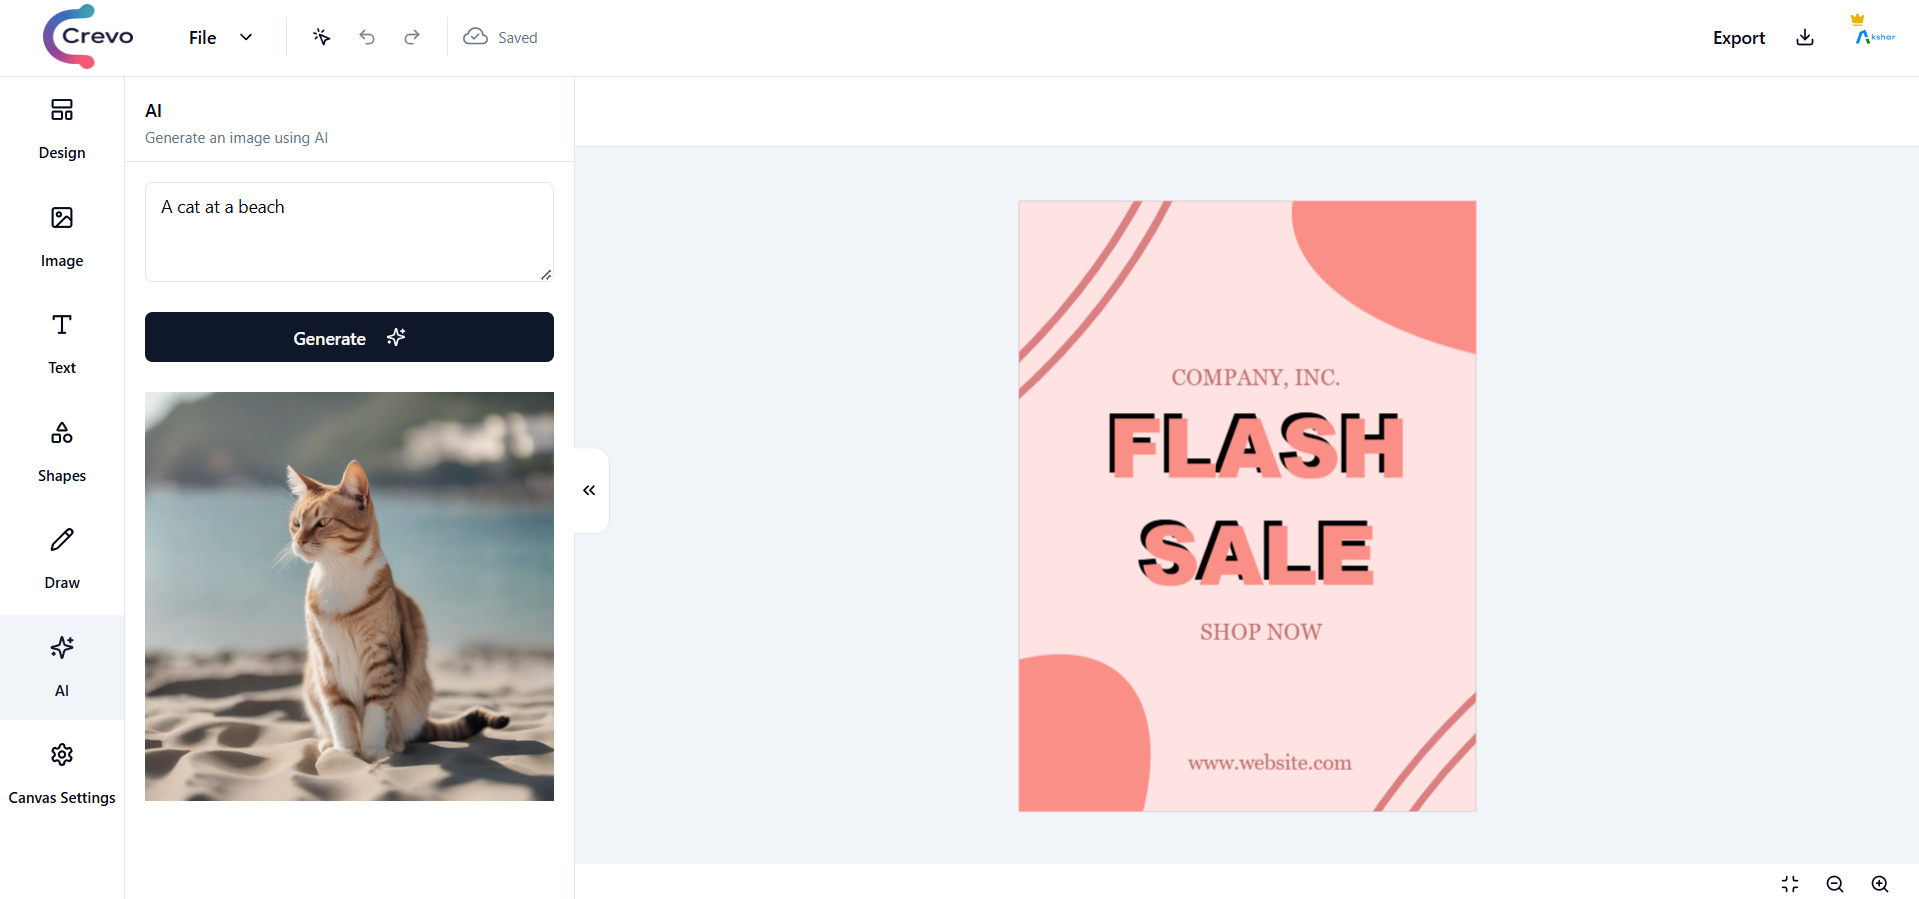 Crevo
File
Saved
Export
Akshar
Design
Image
Text
Shapes
Draw
AI
Canvas Settings
AI
Generate an image using AI
A cat at a beach
Generate
COMPANY, INC.
FLASH
SALE
SHOP NOW
www.website.com